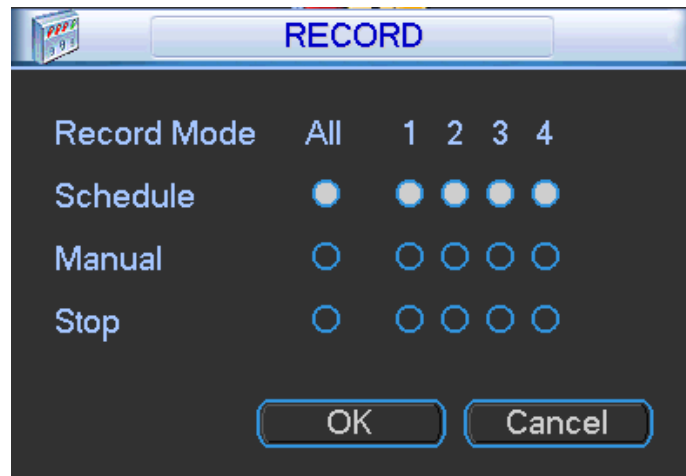 RECORD
Record Mode All 1 2 3 4
Schedule
Manual
Stop
OK Cancel